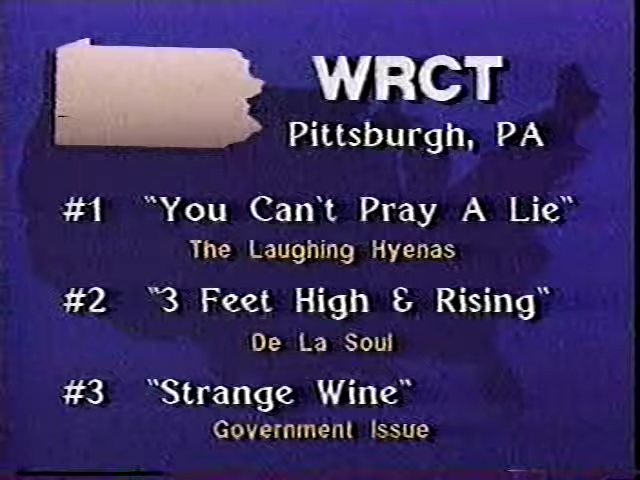 WRCT
Pittsburgh, PA
#1 "You Can't Pray A Lie"
The Laughing Hyenas
#2 "3 Feet High & Rising"
De La Soul
#3 "Strange Wine"
Government Issue